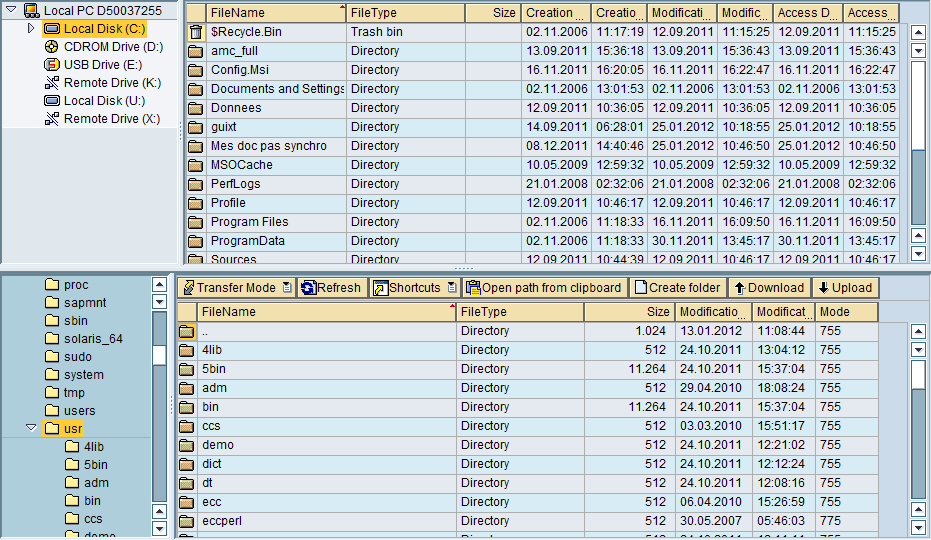 Local PC D50037255
Local Disk (C:)
CDROM Drive (D:)
USB Drive (E:)
Remote Drive (K:)
Local Disk (U:)
Remote Drive (X:)
FileName FileType Size Creation ... Creatio... Modificati... Modific... Access D... Access...
$Recycle.Bin Trash bin 02.11.2006 11:17:19 12.09.2011 11:15:25 12.09.2011 11:15:25
amc_full Directory 13.09.2011 15:36:18 13.09.2011 15:36:43 13.09.2011 15:36:43
Config.Msi Directory 16.11.2011 16:20:05 16.11.2011 16:22:47 16.11.2011 16:22:47
Documents and Settings Directory 02.11.2006 13:01:53 02.11.2006 13:01:53 02.11.2006 13:01:53
Donnees Directory 12.09.2011 10:36:05 12.09.2011 10:36:05 12.09.2011 10:36:05
guixt Directory 14.09.2011 06:28:01 25.01.2012 10:18:55 25.01.2012 10:18:55
Mes doc pas synchro Directory 08.12.2011 14:40:46 25.01.2012 10:46:50 25.01.2012 10:46:50
MSOCache Directory 10.05.2009 12:59:32 10.05.2009 12:59:32 10.05.2009 12:59:32
PerfLogs Directory 21.01.2008 02:32:06 21.01.2008 02:32:06 21.01.2008 02:32:06
Profile Directory 12.09.2011 10:46:17 12.09.2011 10:46:17 12.09.2011 10:46:17
Program Files Directory 02.11.2006 11:18:33 16.11.2011 16:09:50 16.11.2011 16:09:50
ProgramData Directory 02.11.2006 11:18:33 30.11.2011 13:45:17 30.11.2011 13:45:17
Sources Directory 12.09.2011 10:44:39 12.09.2011 10:46:17 12.09.2011 10:46:17
proc
sapmnt
sbin
solaris_64
sudo
system
tmp
users
usr
4lib
5bin
adm
bin
ccs
demo
Transfer Mode Refresh Shortcuts Open path from clipboard Create folder Download Upload
FileName FileType Size Modificatio... Modificat... Mode
.. Directory 1.024 13.01.2012 11:08:44 755
4lib Directory 512 24.10.2011 13:04:12 755
5bin Directory 11.264 24.10.2011 15:37:04 755
adm Directory 512 29.04.2010 18:08:24 755
bin Directory 11.264 24.10.2011 15:37:04 755
ccs Directory 512 03.03.2010 15:51:17 755
demo Directory 512 24.10.2011 12:21:02 755
dict Directory 512 24.10.2011 12:12:24 755
dt Directory 512 24.10.2011 12:08:16 755
ecc Directory 512 06.04.2010 15:26:59 755
eccperl Directory 512 30.05.2007 05:46:03 775